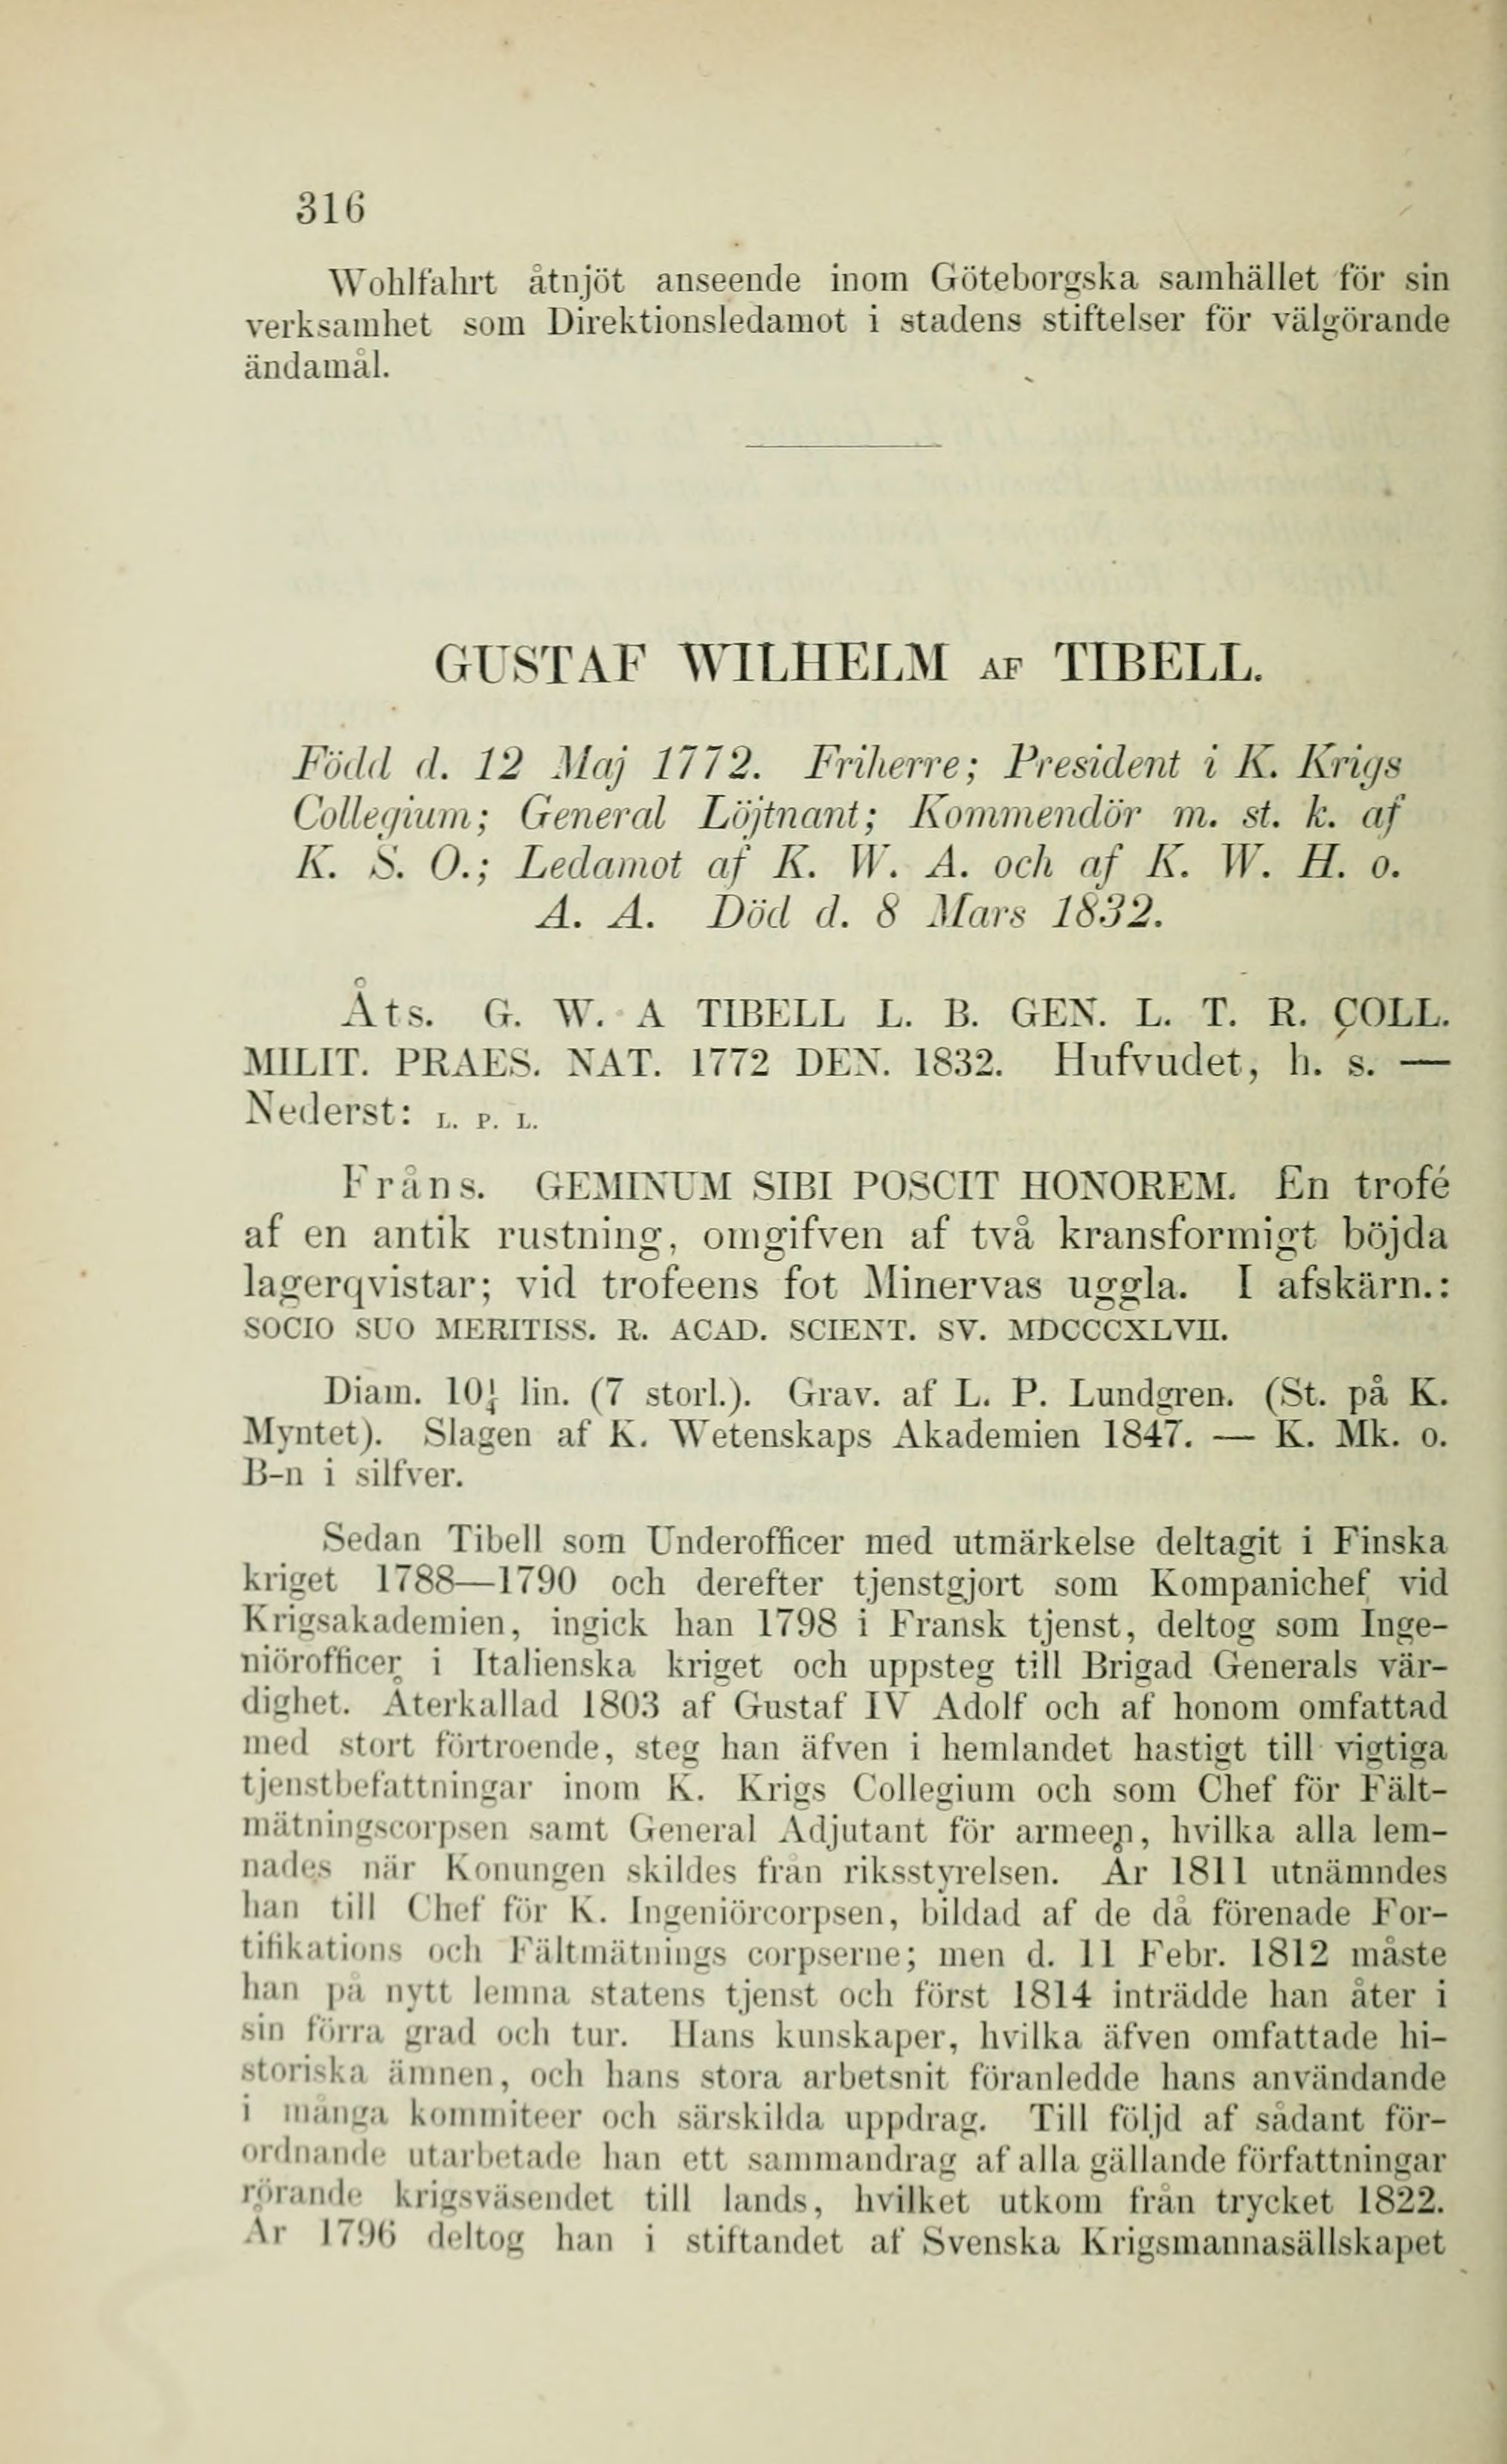 316
Wohlfahrt åtnjöt anseende inom Göteborgska samhället för sin
verksamhet som Direktionsledamot i stadens stiftelser för välgörande
ändamål.
GUSTAF WILHELM AF TIBELL.
Född d. 12 Maj 1772. Friherre; President i K. Krigs
Collegium; General Löjtnant; Kommendör m. st. k. af
K. S. O.; Ledamot af K. W. A. och af K. W. H. o.
A. A. Död d. 8 Mars 1832.
Åts. G. W. A TIBELL L. B. GEN. L. T. R. COLL.
MILIT. PRAES. NAT. 1772 DEN. 1832. Hufvudet, h. s. —
Nederst: L. P. L.
Fråns. GEMINUM SIBI POSCIT HONOREM. En trofé
af en antik rustning, omgifven af två kransformigt böjda
lagerqvistar; vid trofeens fot Minervas uggla. I afskärn.:
SOCIO SUO MERITISS. R. ACAD. SCIENT. SV. MDCCCXLVII.
Diam. 10¼ lin. (7 storl.). Grav. af L. P. Lundgren. (St. på K.
Myntet). Slagen af K. Wetenskaps Akademien 1847. — K. Mk. o.
B-n i silfver.
Sedan Tibell som Underofficer med utmärkelse deltagit i Finska
kriget 1788—1790 och derefter tjenstgjort som Kompanichef vid
Krigsakademien, ingick han 1798 i Fransk tjenst, deltog som Inge-
niörofficer i Italienska kriget och uppsteg till Brigad Generals vär-
dighet. Återkallad 1803 af Gustaf IV Adolf och af honom omfattad
med stort förtroende, steg han äfven i hemlandet hastigt till vigtiga
tjenstbefattningar inom K. Krigs Collegium och som Chef för Fält-
mätningscorpsen samt General Adjutant för armeen, hvilka alla lem-
nades när Konungen skildes från riksstyrelsen. År 1811 utnämndes
han till Chef för K. Ingeniörcorpsen, bildad af de då förenade For-
tifikations och Fältmätnings corpserne; men d. 11 Febr. 1812 måste
han på nytt lemna statens tjenst och först 1814 inträdde han åter i
sin förra grad och tur. Hans kunskaper, hvilka äfven omfattade hi-
storiska ämnen, och hans stora arbetsnit föranledde hans användande
i många kommiteer och särskilda uppdrag. Till följd af sådant för-
ordnande utarbetade han ett sammandrag af alla gällande författningar
rörande krigsväsendet till lands, hvilket utkom från trycket 1822.
År 1796 deltog han i stiftandet af Svenska Krigsmannasällskapet